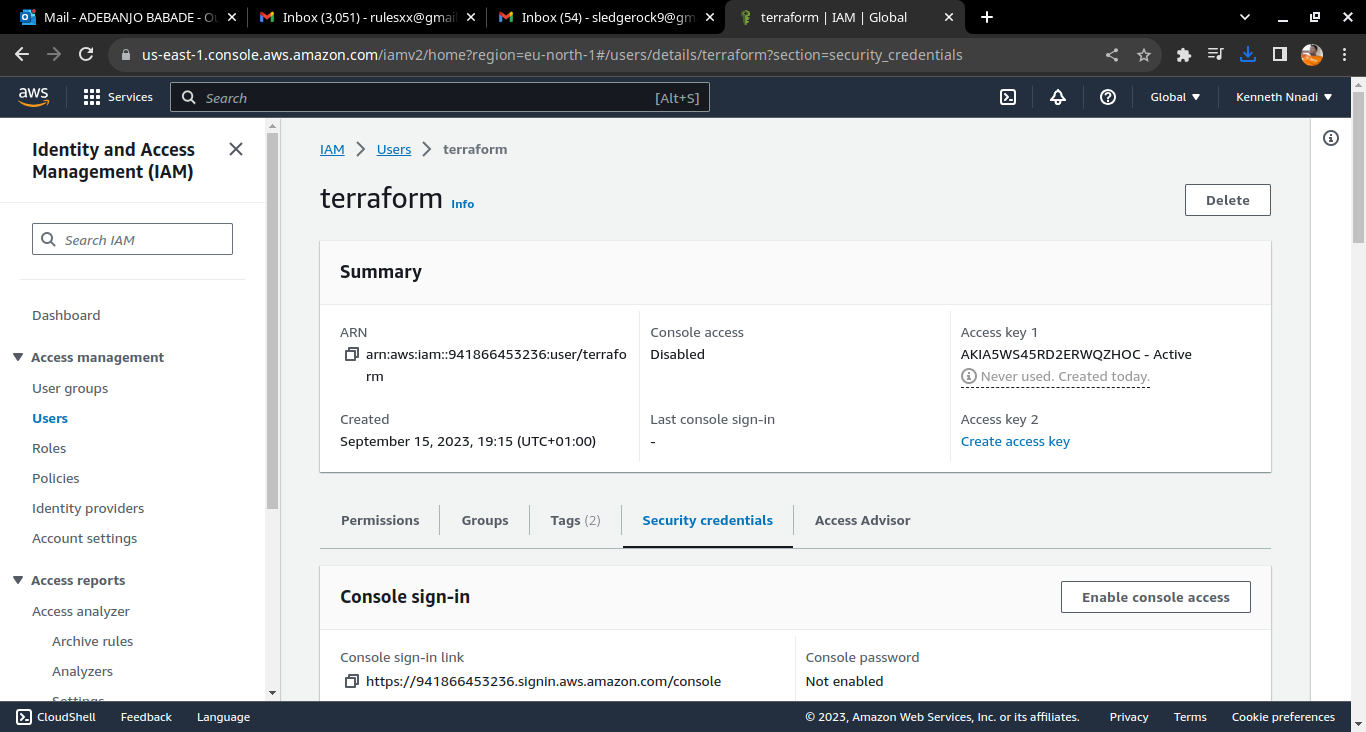 Mail - ADEBANJO BABADE - Ou
Inbox (3,051) - rulesxx@gmail
Inbox (54) - sledgerock9@gm
terraform | IAM | Global
us-east-1.console.aws.amazon.com/iamv2/home?region=eu-north-1#/users/details/terraform?section=security_credentials
aws
Services
Search
[Alt+S]
Global
Kenneth Nnadi
Identity and Access
Management (IAM)
Search IAM
Dashboard
Access management
User groups
Users
Roles
Policies
Identity providers
Account settings
Access reports
Access analyzer
Archive rules
Analyzers
Settings
IAM > Users > terraform
terraform Info
Delete
Summary
ARN
arn:aws:iam::941866453236:user/terrafo
rm
Console access
Disabled
Access key 1
AKIA5WS45RD2ERWQZHOC - Active
Never used. Created today.
Created
September 15, 2023, 19:15 (UTC+01:00)
Last console sign-in
-
Access key 2
Create access key
Permissions
Groups
Tags (2)
Security credentials
Access Advisor
Console sign-in
Enable console access
Console sign-in link
https://941866453236.signin.aws.amazon.com/console
Console password
Not enabled
CloudShell
Feedback
Language
© 2023, Amazon Web Services, Inc. or its affiliates.
Privacy
Terms
Cookie preferences